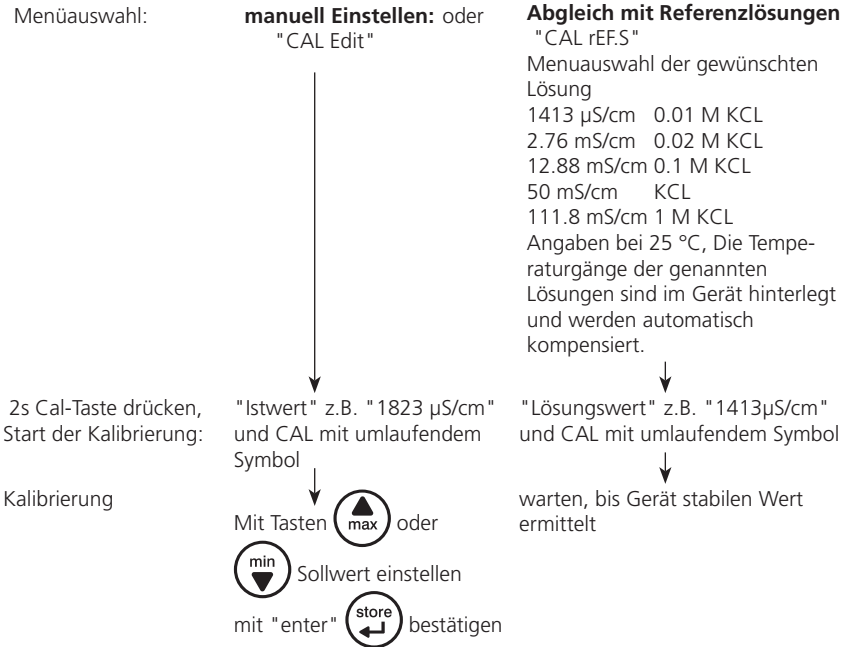 Menüauswahl:
manuell Einstellen: oder
"CAL Edit"
Abgleich mit Referenzlösungen
"CAL rEF.S"
Menuauswahl der gewünschten
Lösung
1413 µS/cm 0.01 M KCL
2.76 mS/cm 0.02 M KCL
12.88 mS/cm 0.1 M KCL
50 mS/cm KCL
111.8 mS/cm 1 M KCL
Angaben bei 25 °C, Die Tempe-
raturgänge der genannten
Lösungen sind im Gerät hinterlegt
und werden automatisch
kompensiert.
2s Cal-Taste drücken,
Start der Kalibrierung:
"Istwert" z.B. "1823 µS/cm"
und CAL mit umlaufendem
Symbol
"Lösungswert" z.B. "1413µS/cm"
und CAL mit umlaufendem Symbol
Kalibrierung
Mit Tasten max oder
min Sollwert einstellen
mit "enter" store bestätigen
warten, bis Gerät stabilen Wert
ermittelt